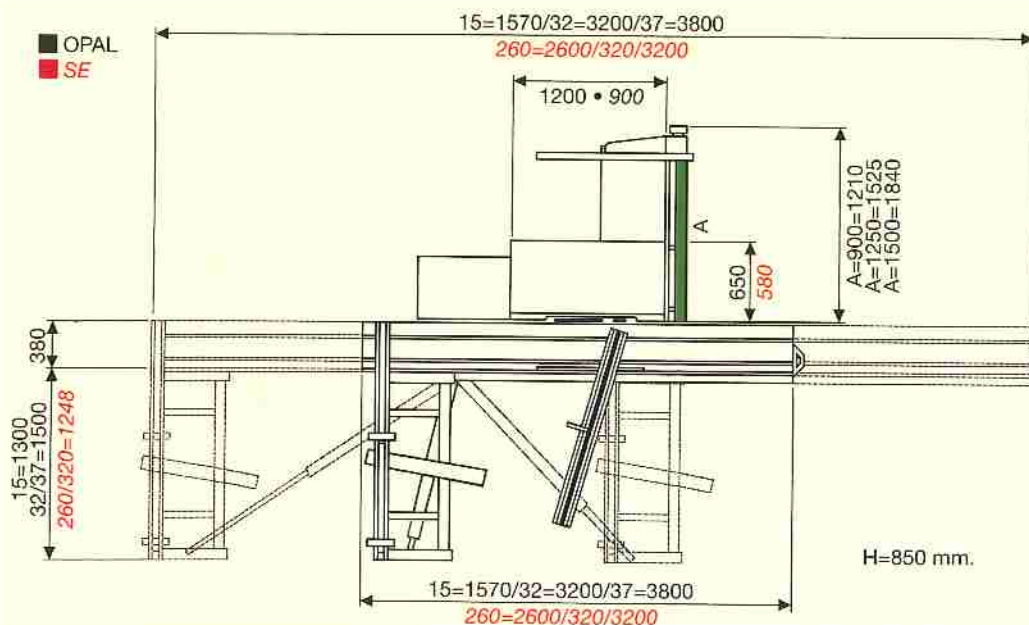 15=1570/32=3200/37=3800
260=2600/320/3200
OPAL
SE
1200 • 900
A=900=1210
A=1250=1525
A=1500=1840
A
650
580
380
15=1300
32/37=1500
260/320=1248
H=850 mm.
15=1570/32=3200/37=3800
260=2600/320/3200